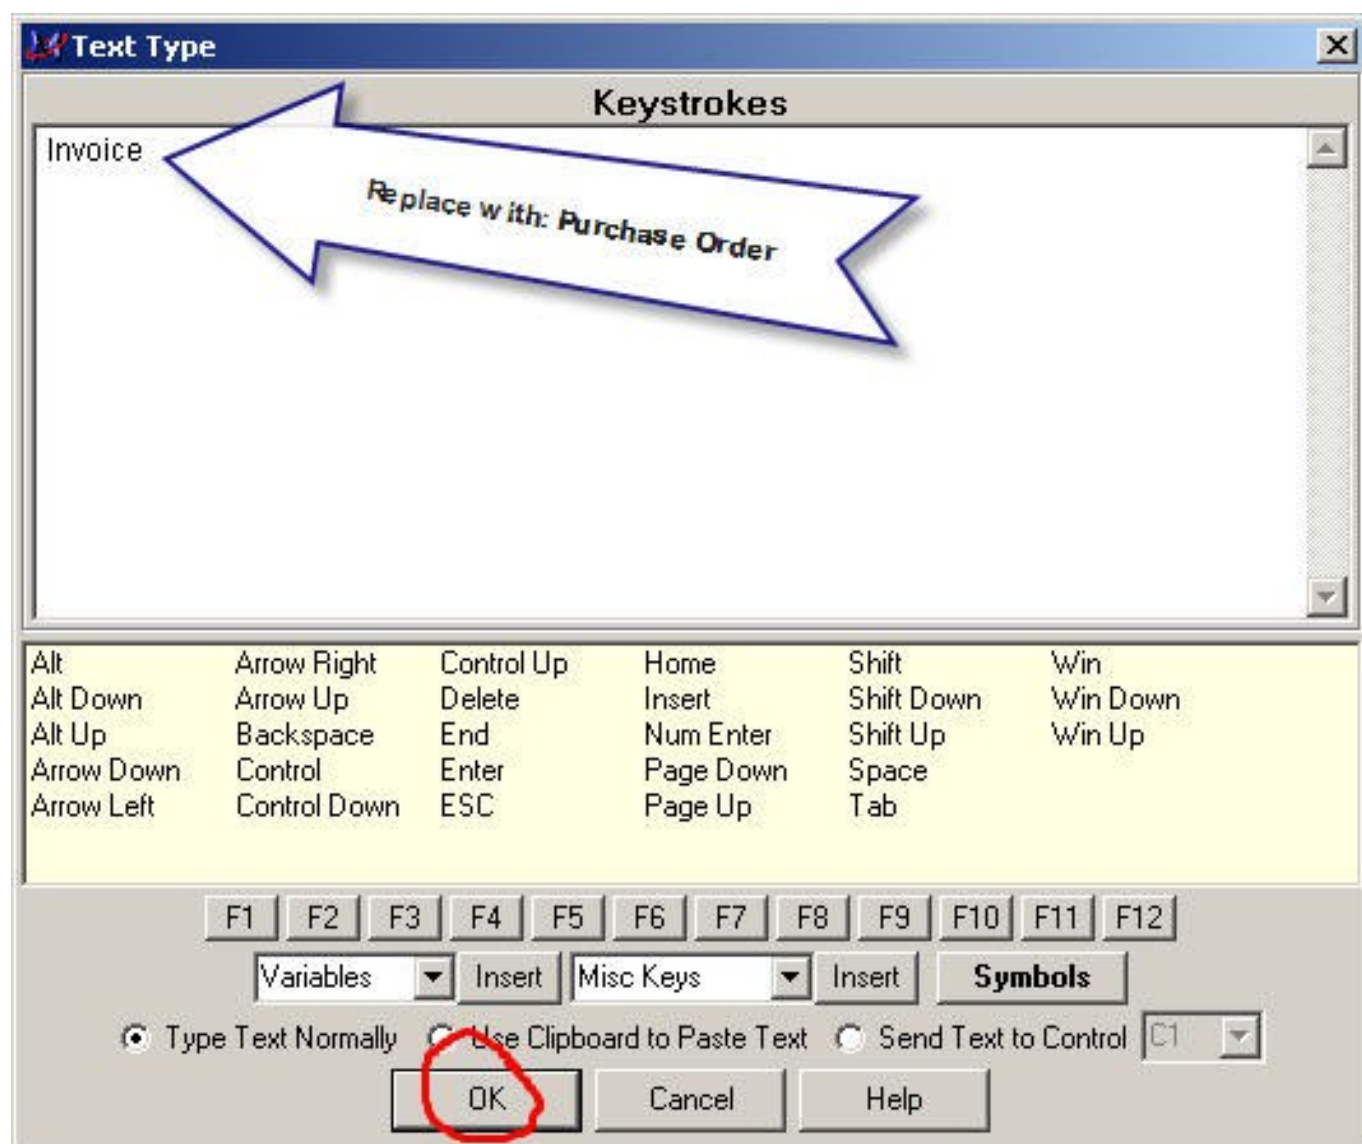 Text Type
Keystrokes
Invoice
Replace with: Purchase Order
Alt Arrow Right Control Up Home Shift Win
Alt Down Arrow Up Delete Insert Shift Down Win Down
Alt Up Backspace End Num Enter Shift Up Win Up
Arrow Down Control Enter Page Down Space
Arrow Left Control Down ESC Page Up Tab
F1 F2 F3 F4 F5 F6 F7 F8 F9 F10 F11 F12
Variables Insert Misc Keys Insert Symbols
Type Text Normally Use Clipboard to Paste Text Send Text to Control C1
OK Cancel Help